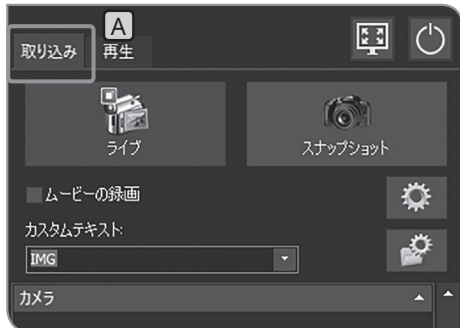 A
取り込み 再生
ライブ スナップショット
ムービーの録画
カスタムテキスト:
IMG
カメラ